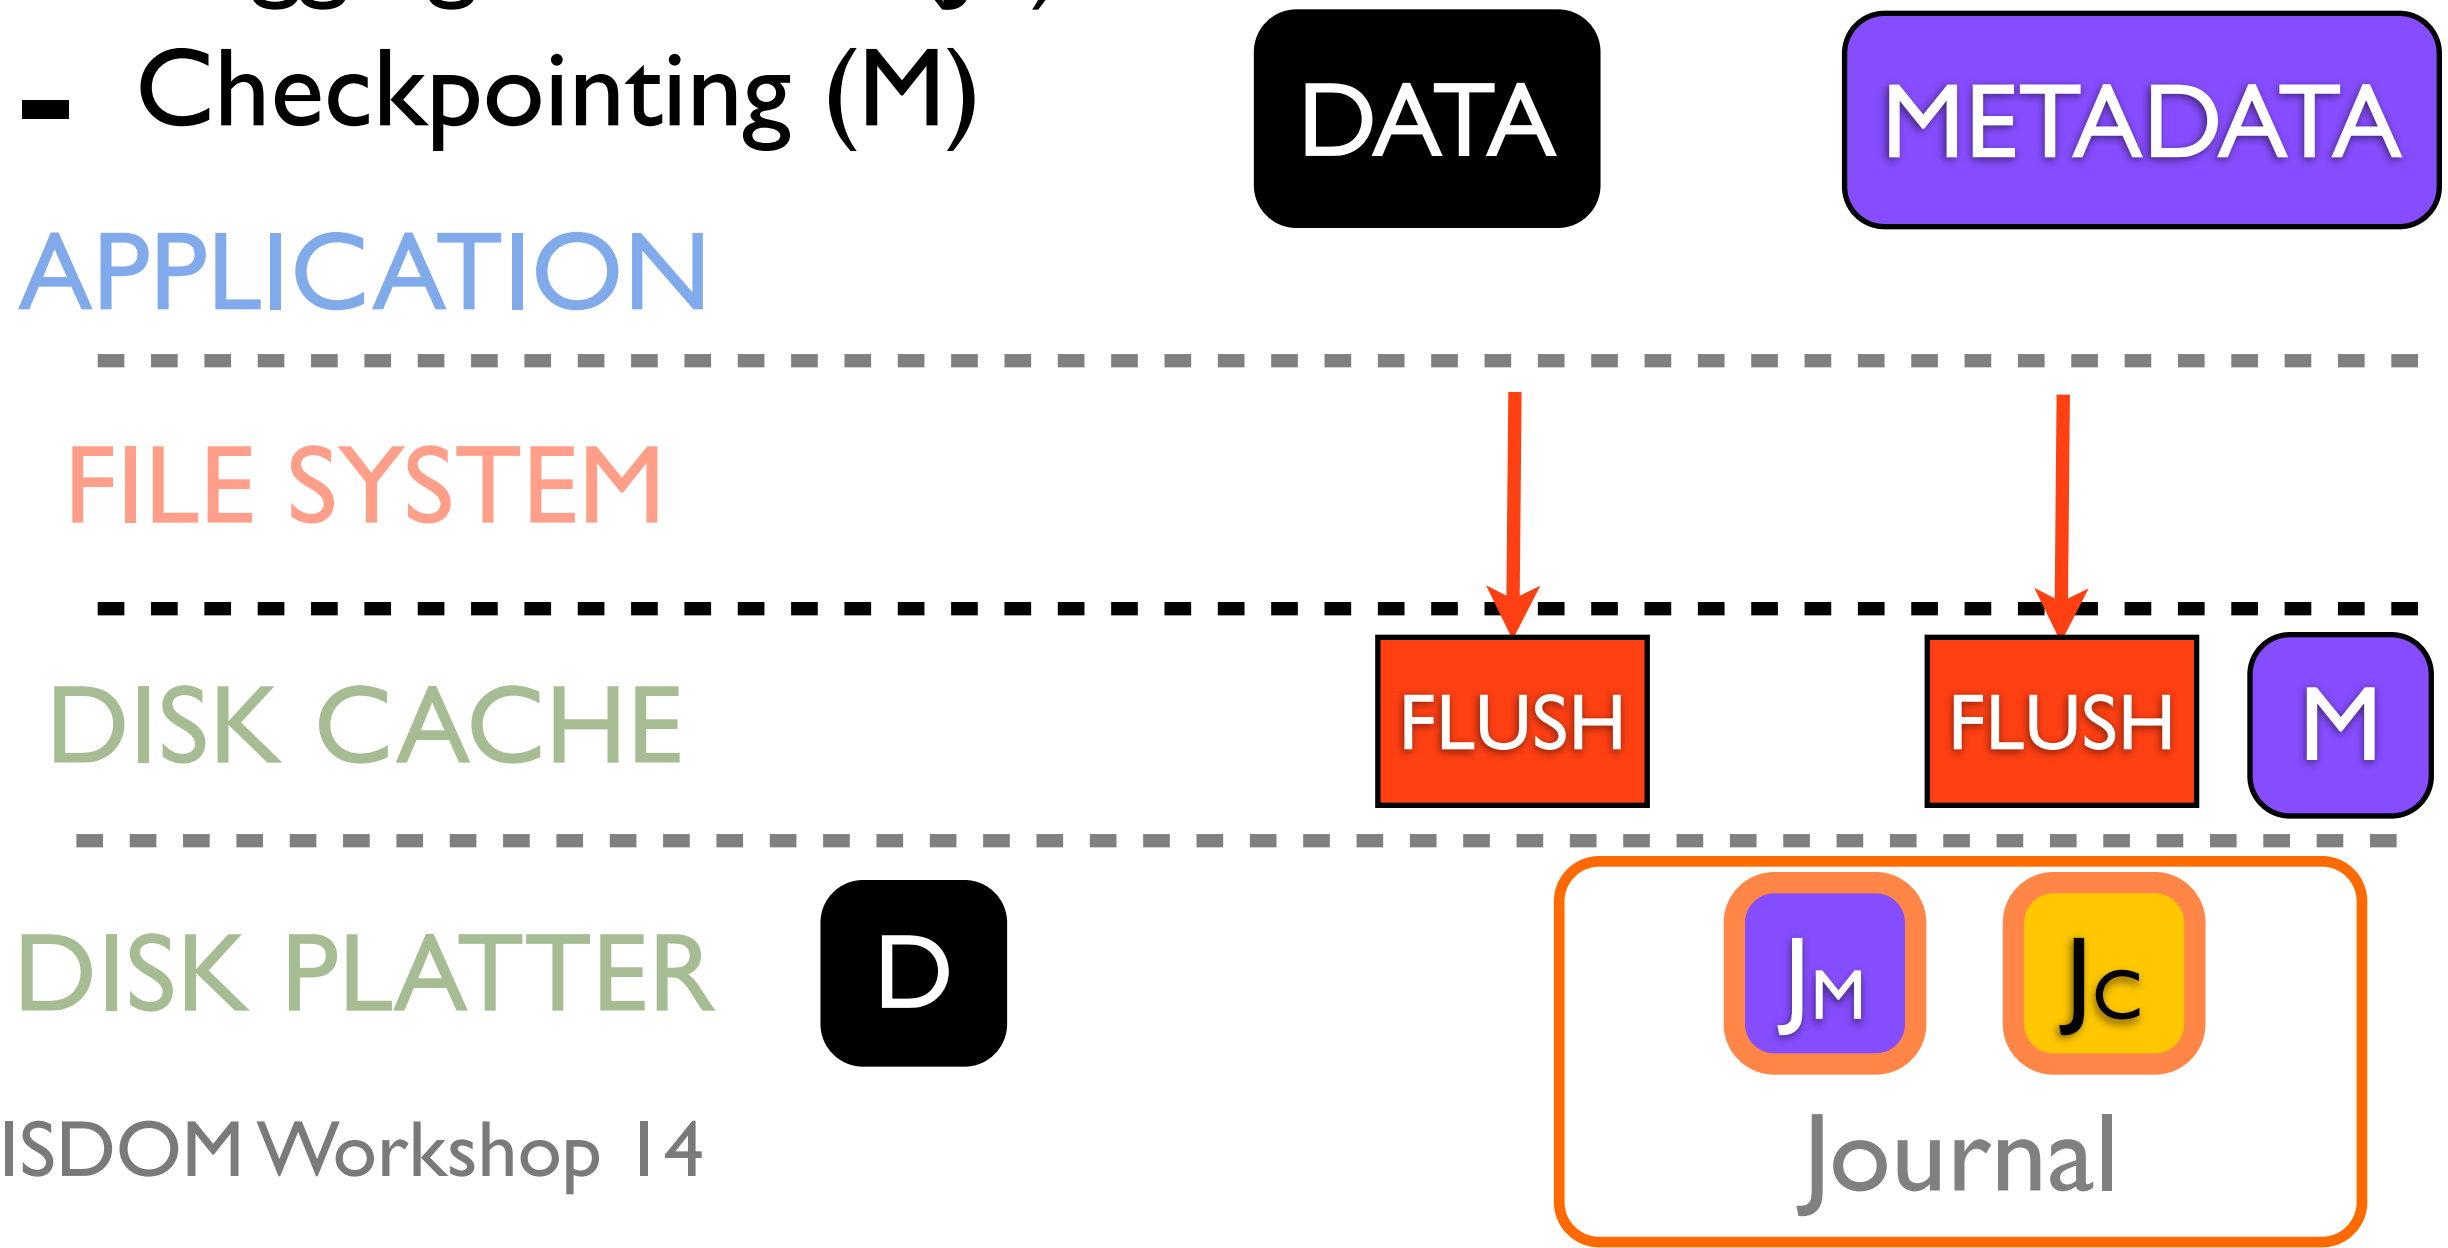 - Checkpointing (M)
DATA METADATA
APPLICATION
FILE SYSTEM
DISK CACHE FLUSH FLUSH M
DISK PLATTER D JM JC
ISDOM Workshop 14
Journal